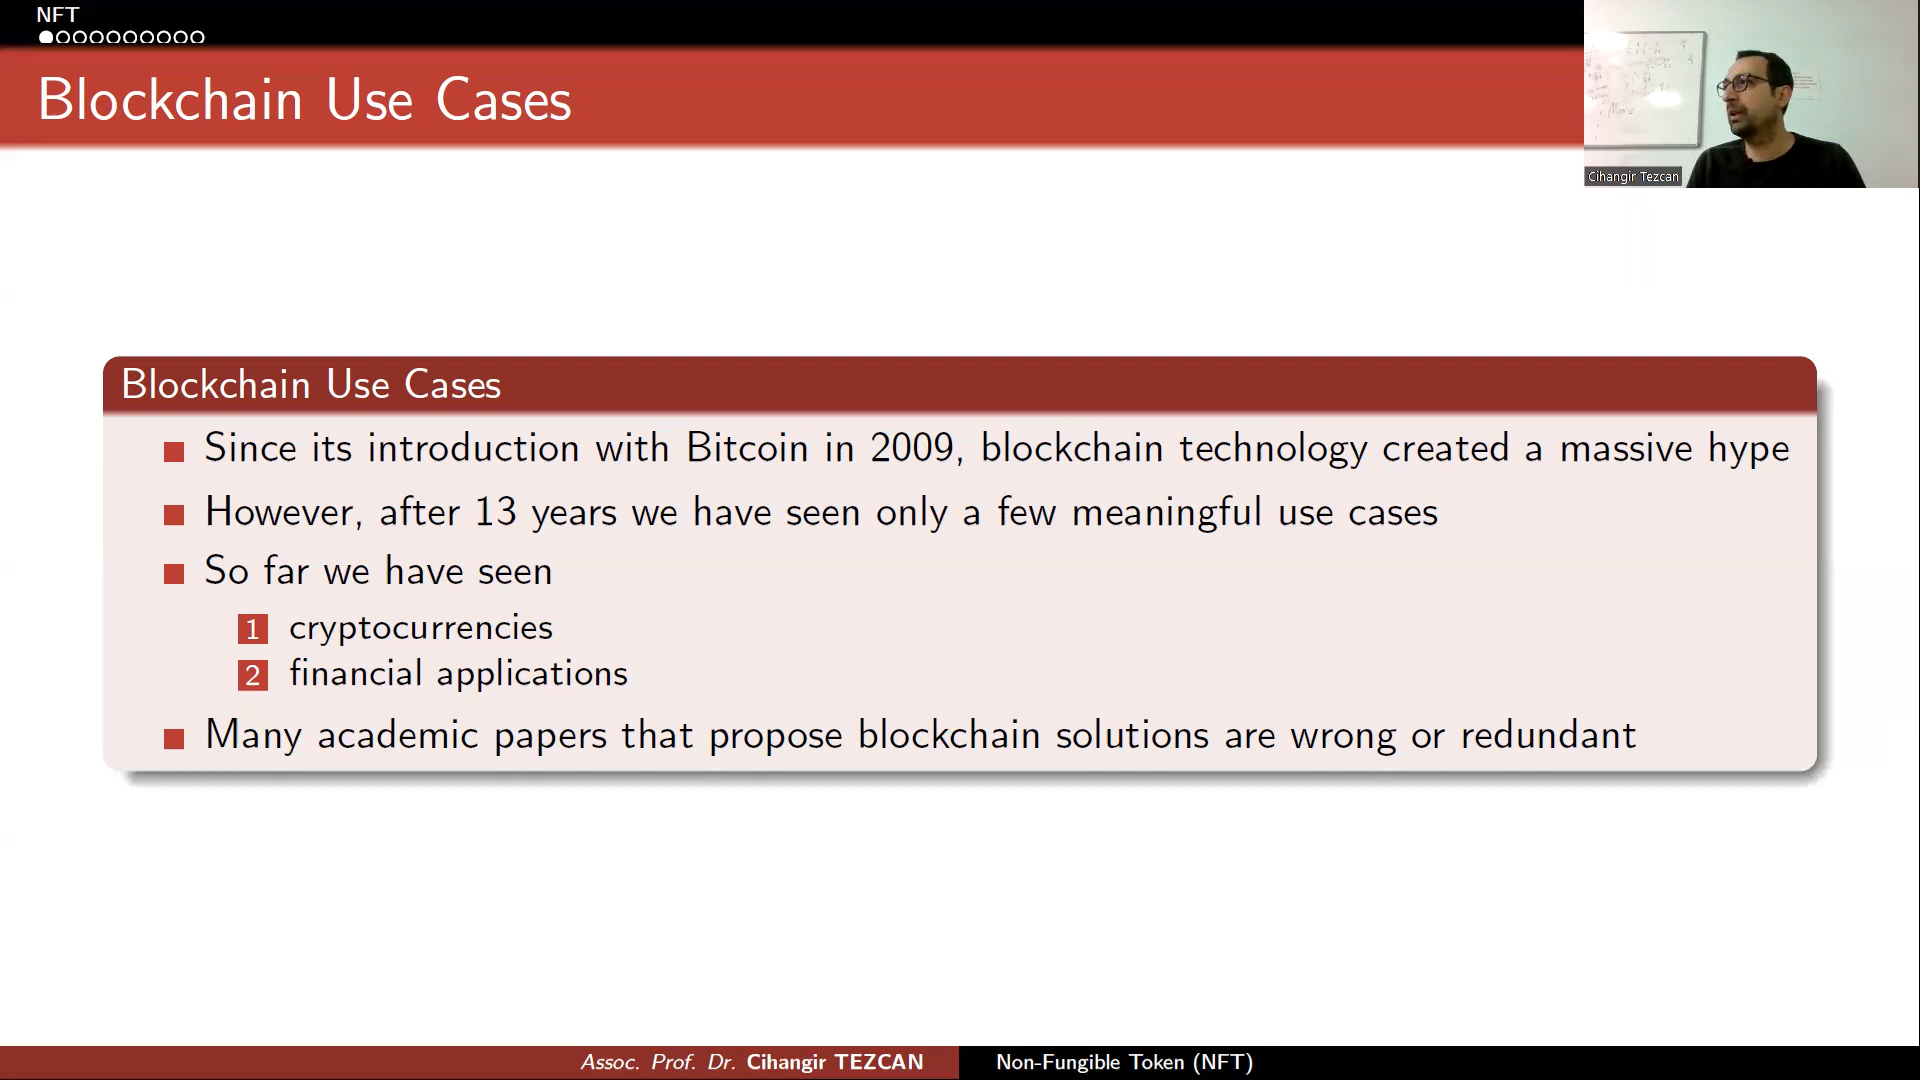 NFT
Blockchain Use Cases
Cihangir Tezcan
Blockchain Use Cases
Since its introduction with Bitcoin in 2009, blockchain technology created a massive hype
However, after 13 years we have seen only a few meaningful use cases
So far we have seen
1 cryptocurrencies
2 financial applications
Many academic papers that propose blockchain solutions are wrong or redundant
Assoc. Prof. Dr. Cihangir TEZCAN
Non-Fungible Token (NFT)